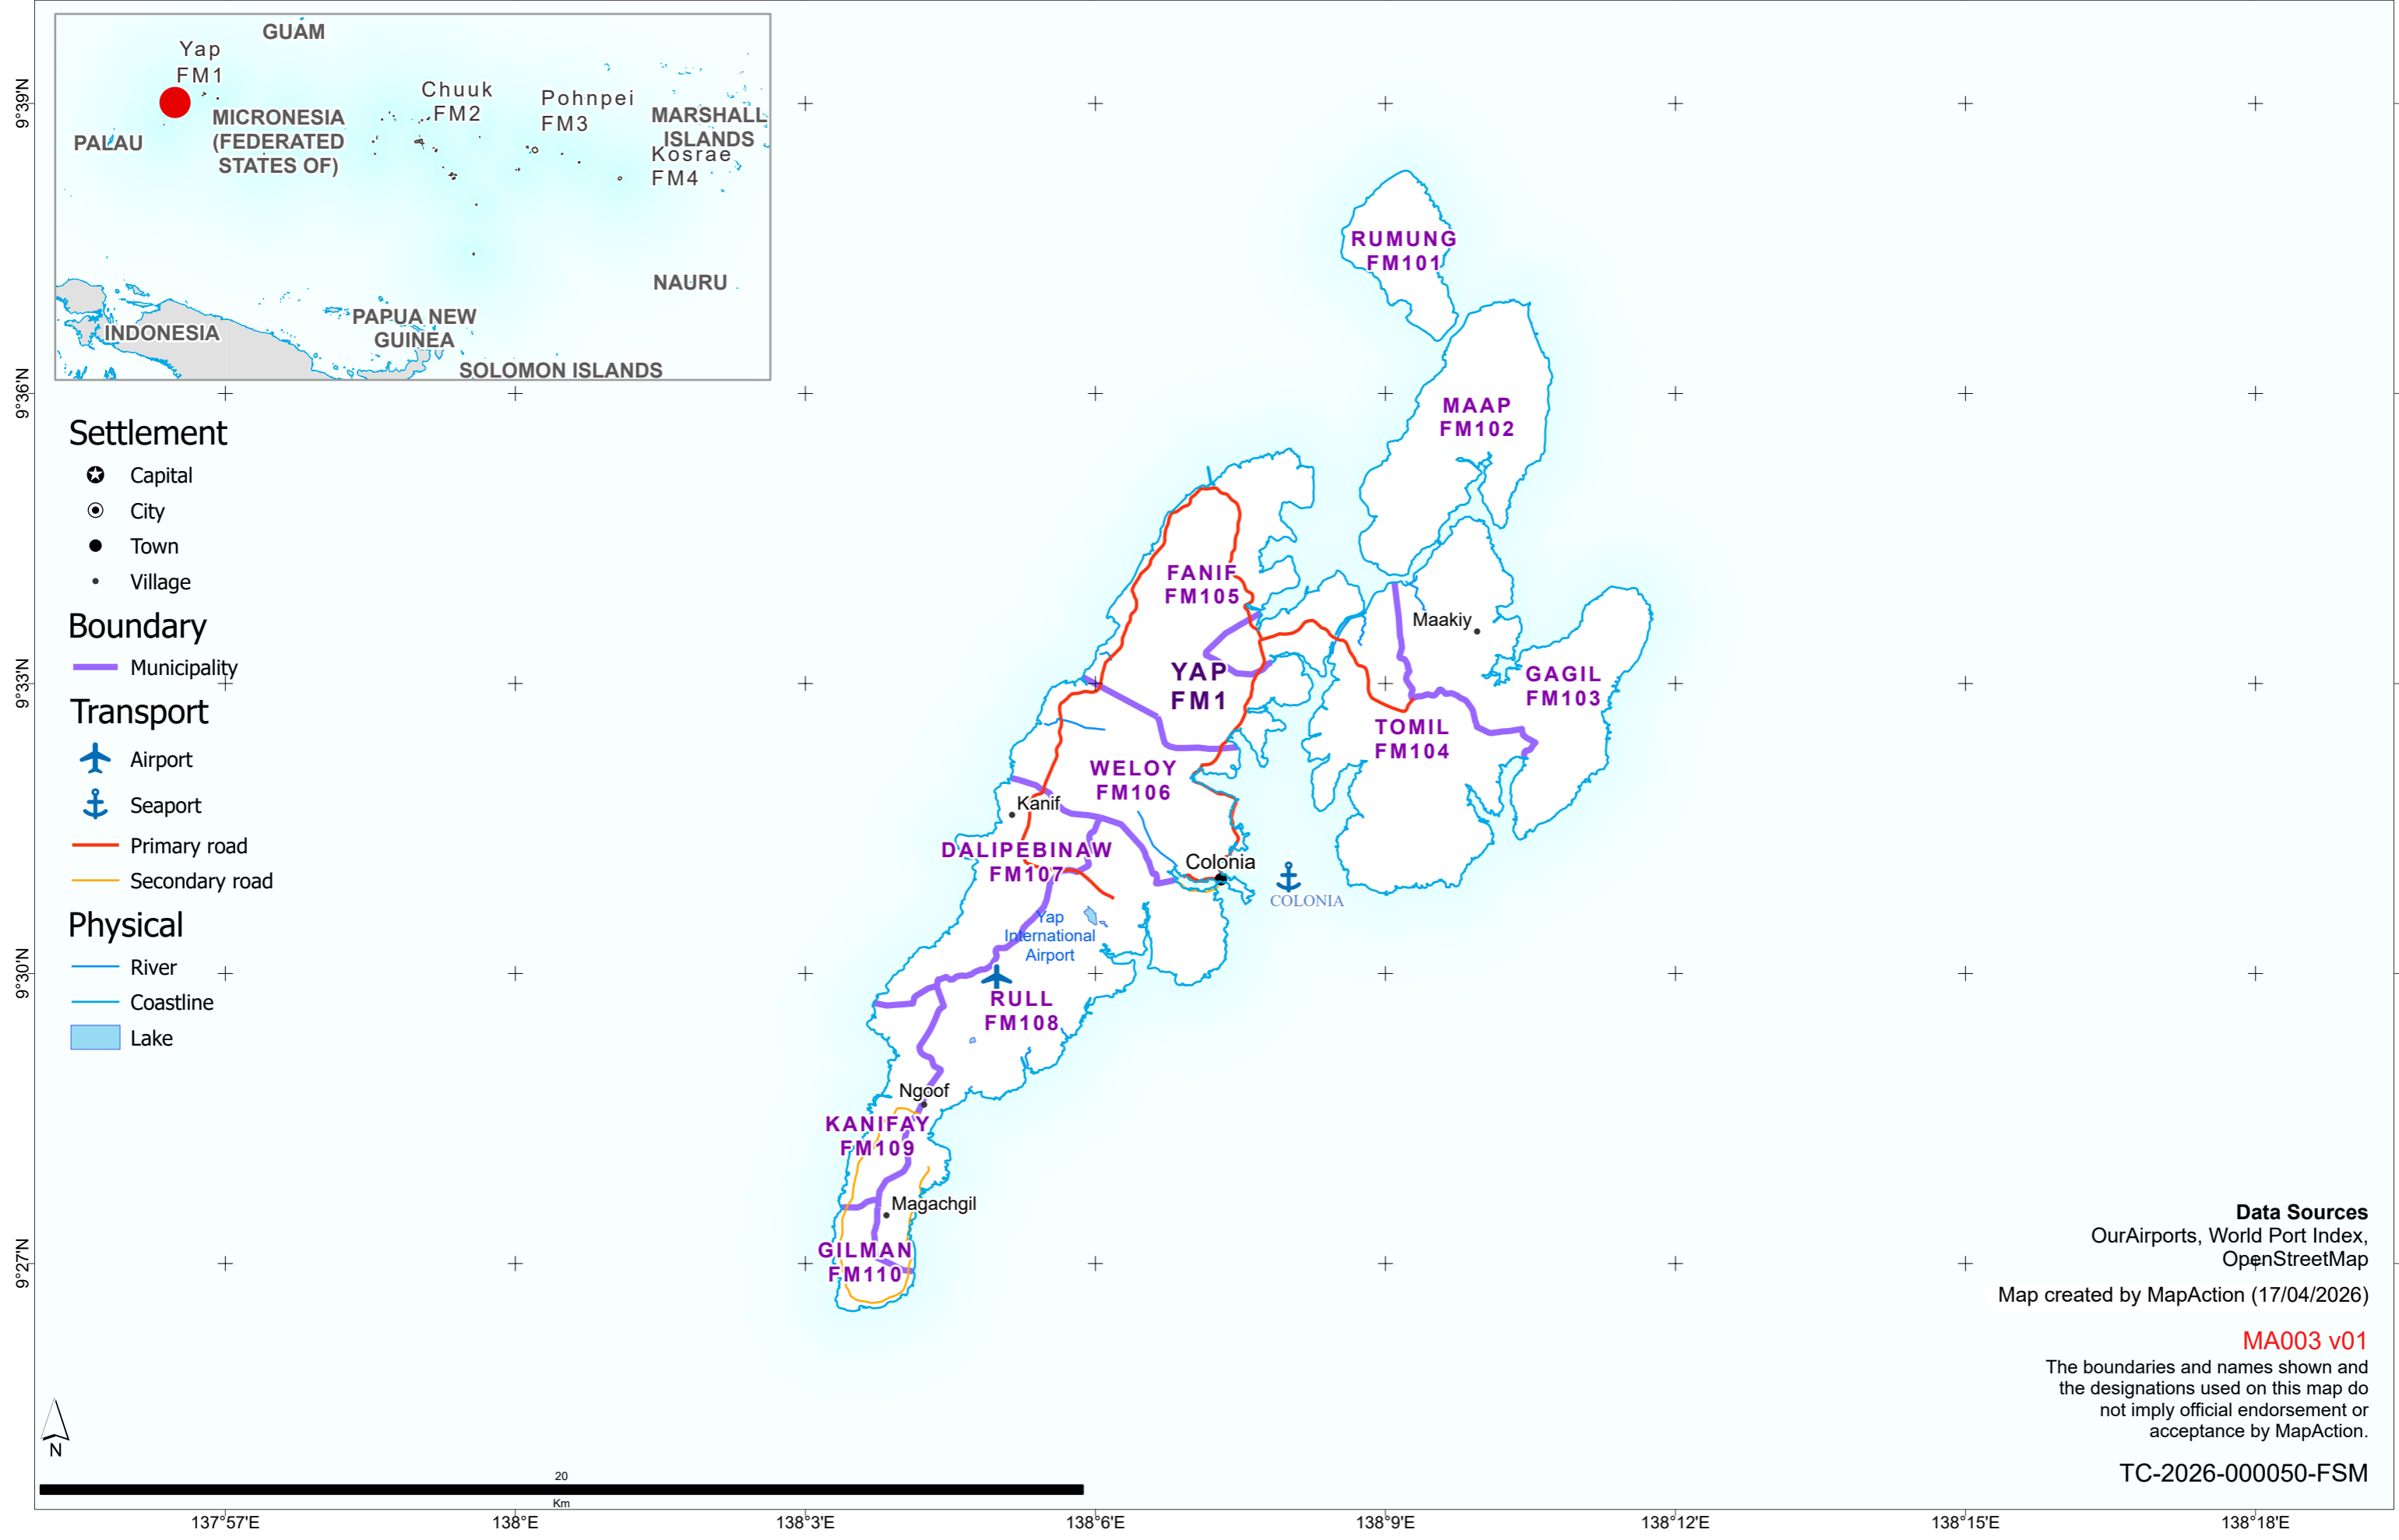 GUAM
Yap
FM1
Chuuk
FM2
Pohnpei
FM3
MICRONESIA
(FEDERATED
STATES OF)
MARSHALL
ISLANDS
PALAU
Kosrae
FM4
NAURU
INDONESIA
PAPUA NEW
GUINEA
SOLOMON ISLANDS
9°39'N
9°36'N
9°33'N
9°30'N
9°27'N
Settlement
Capital
City
Town
Village
Boundary
Municipality
Transport
Airport
Seaport
Primary road
Secondary road
Physical
River
Coastline
Lake
RUMUNG
FM101
MAAP
FM102
FANIF
FM105
Maakiy
YAP
FM1
GAGIL
FM103
TOMIL
FM104
WELOY
FM106
Kanif
DALIPEBINAW
FM107
Colonia
COLONIA
Yap
International
Airport
RULL
FM108
Ngoof
KANIFAY
FM109
Magachgil
GILMAN
FM110
Data Sources
OurAirports, World Port Index,
OpenStreetMap
Map created by MapAction (17/04/2026)
MA003 v01
The boundaries and names shown and
the designations used on this map do
not imply official endorsement or
acceptance by MapAction.
TC-2026-000050-FSM
N
20
Km
137°57'E
138°E
138°3'E
138°6'E
138°9'E
138°12'E
138°15'E
138°18'E